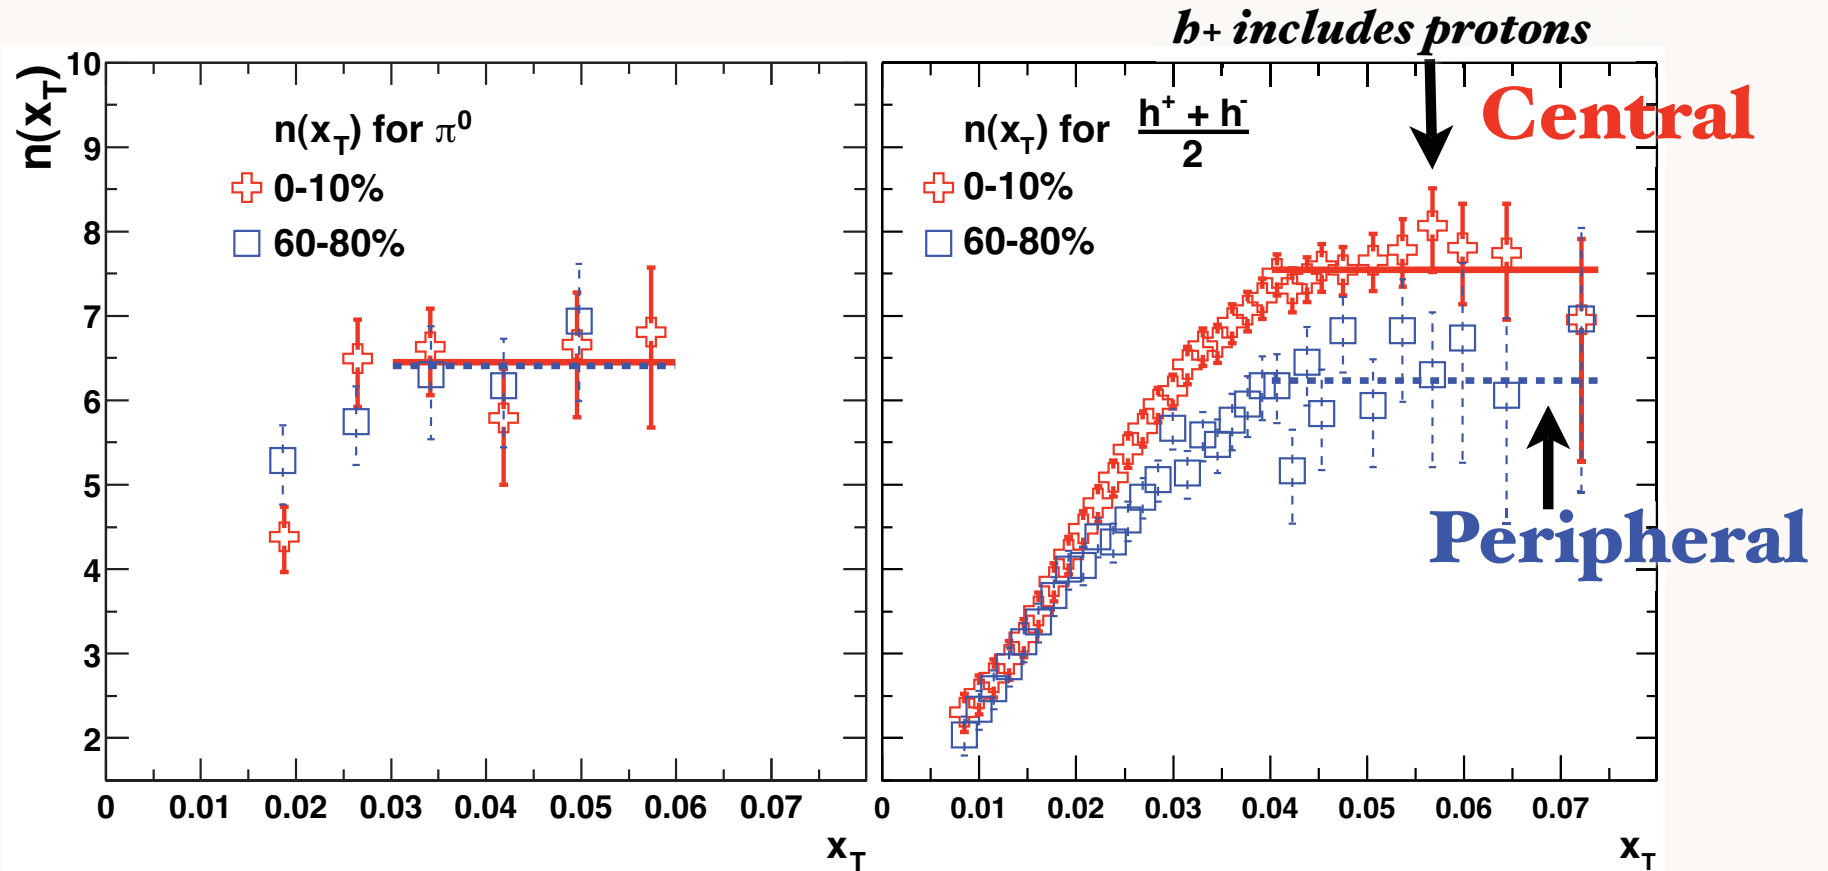 h+ includes protons
n(x_T)
10
9
8
7
6
5
4
3
2
n(x_T) for π⁰
0-10%
60-80%
0 0.01 0.02 0.03 0.04 0.05 0.06 0.07
x_T
n(x_T) for h⁺ + h⁻
2
0-10%
60-80%
Central
Peripheral
0 0.01 0.02 0.03 0.04 0.05 0.06 0.07
x_T